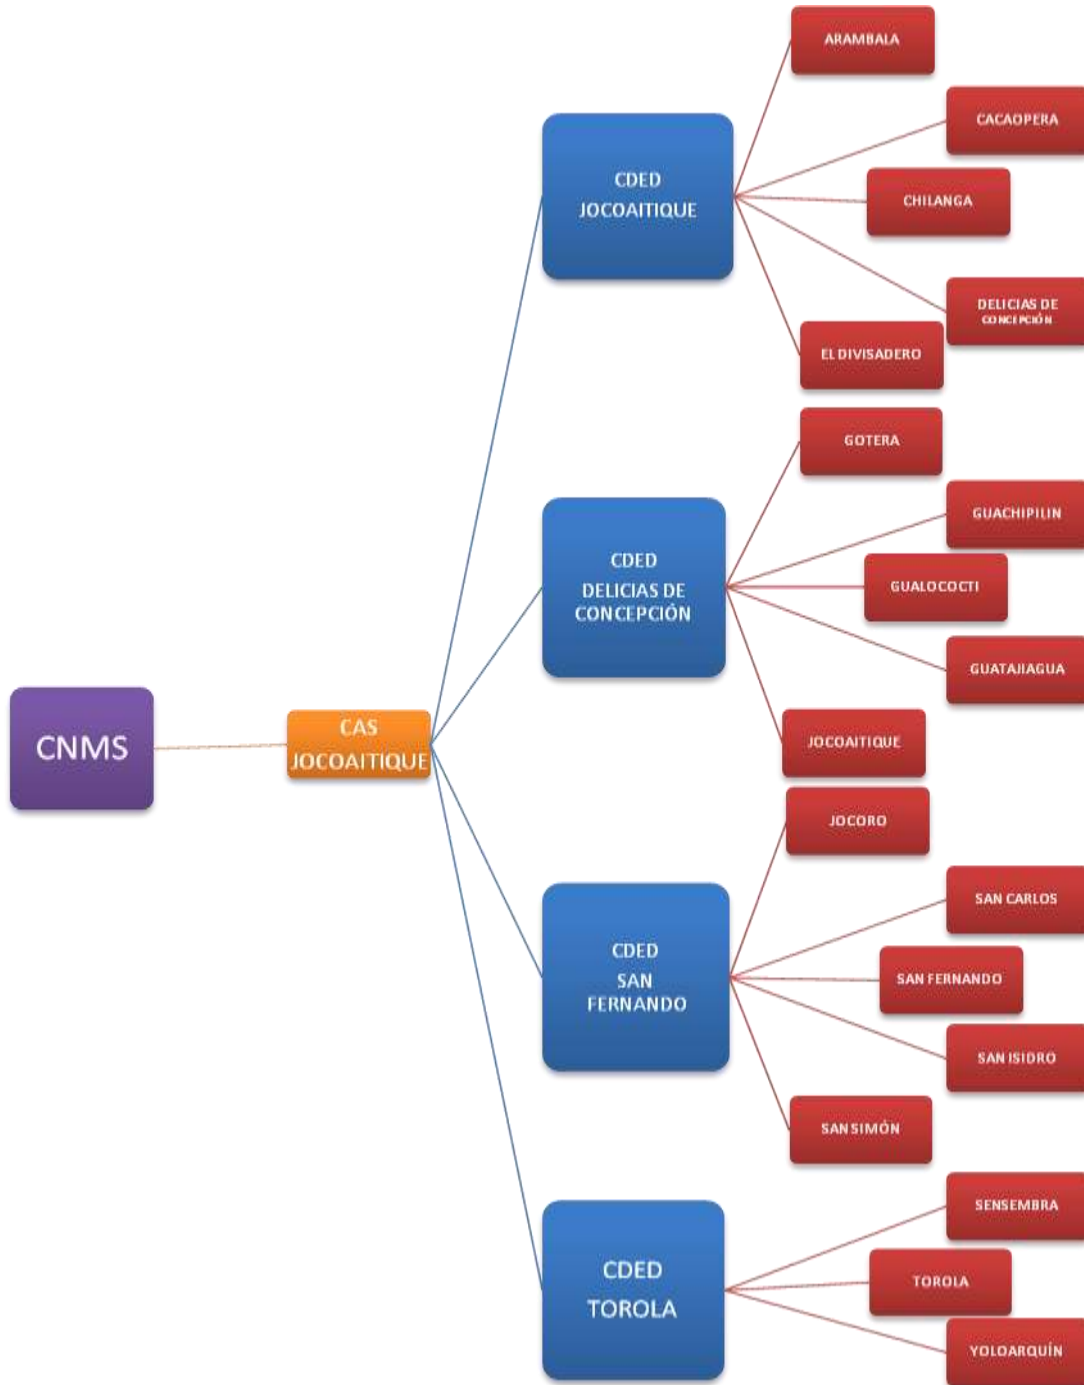 CNMS
CAS
JOCOAITIQUE
CDED
JOCOAITIQUE
ARAMBALA
CACAOPERA
CHILANGA
DELICIAS DE
CONCEPCIÓN
EL DIVISADERO
CDED
DELICIAS DE
CONCEPCIÓN
GOTERA
GUACHIPILIN
GUALOCOCTI
GUATAJIAGUA
JOCOAITIQUE
CDED
SAN
FERNANDO
JOCORO
SAN CARLOS
SAN FERNANDO
SAN ISIDRO
SAN SIMÓN
CDED
TOROLA
SENSEMBRA
TOROLA
YOLOARQUÍN